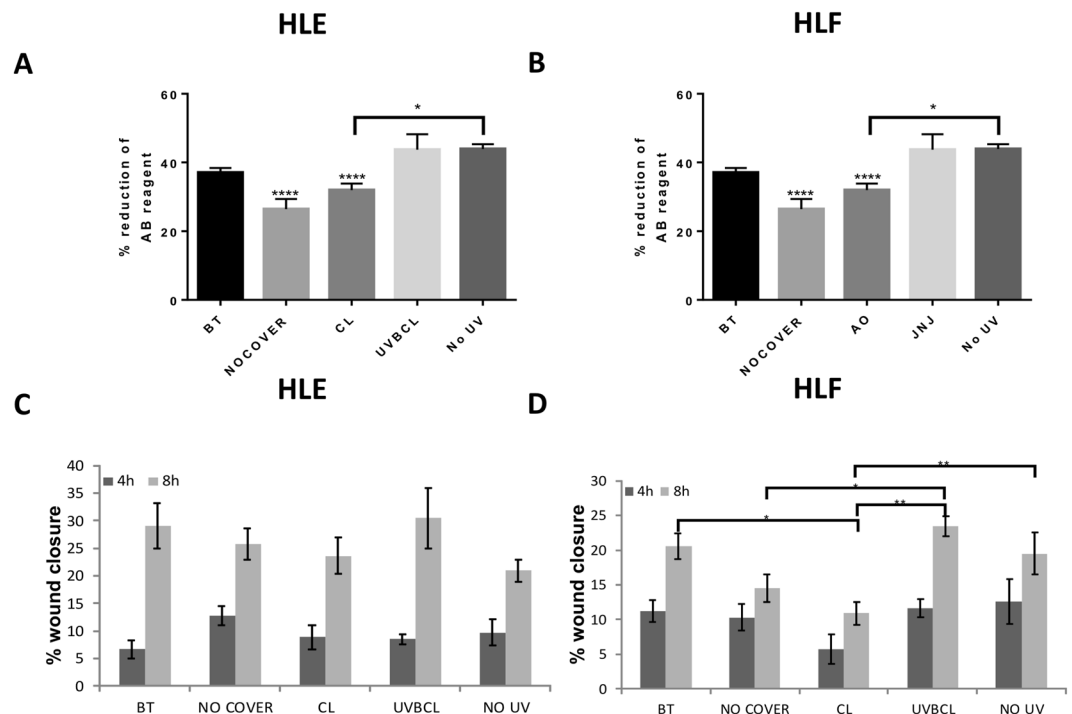 HLE
A
% reduction of
AB reagent
60
40
20
0
****
****
*
BT
NOCOVER
CL
UVBCL
No UV
HLF
B
% reduction of
AB reagent
60
40
20
0
****
****
*
BT
NOCOVER
AO
JNJ
No UV
HLE
C
% wound closure
40
35
30
25
20
15
10
5
0
4h 8h
BT NO COVER CL UVBCL NO UV
HLF
D
% wound closure
30
25
20
15
10
5
0
4h 8h
**
*
**
*
BT NO COVER CL UVBCL NO UV